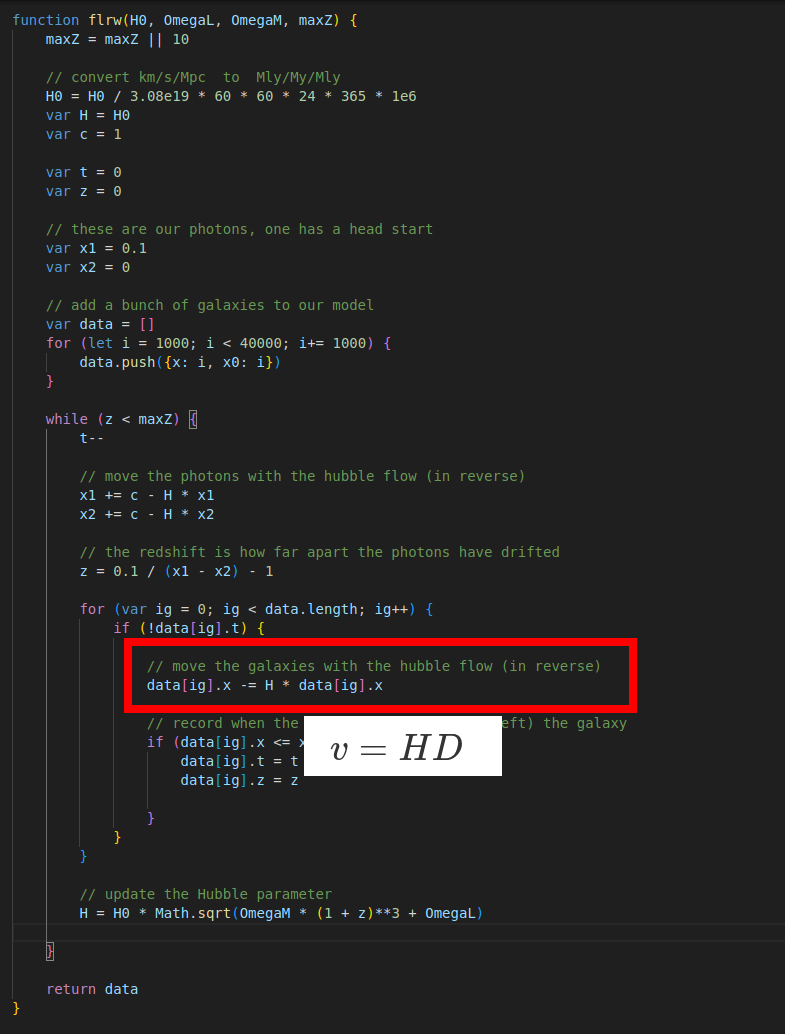 function flrw(H0, OmegaL, OmegaM, maxZ) {
    maxZ = maxZ || 10
    // convert km/s/Mpc  to  Mly/My/Mly
    H0 = H0 / 3.08e19 * 60 * 60 * 24 * 365 * 1e6
    var H = H0
    var c = 1
    var t = 0
    var z = 0
    // these are our photons, one has a head start
    var x1 = 0.1
    var x2 = 0
    // add a bunch of galaxies to our model
    var data = []
    for (let i = 1000; i < 40000; i+= 1000) {
        data.push({x: i, x0: i})
    }
    while (z < maxZ) {
        t--
        // move the photons with the hubble flow (in reverse)
        x1 += c - H * x1
        x2 += c - H * x2
        // the redshift is how far apart the photons have drifted
        z = 0.1 / (x1 - x2) - 1
        for (var ig = 0; ig < data.length; ig++) {
            if (!data[ig].t) {
                // move the galaxies with the hubble flow (in reverse)
                data[ig].x -= H * data[ig].x
                // record when the eft) the galaxy
                if (data[ig].x <=
v = HD
                    data[ig].t = t
                    data[ig].z = z
                }
            }
        }
        // update the Hubble parameter
        H = H0 * Math.sqrt(OmegaM * (1 + z)**3 + OmegaL)
    }
    return data
}